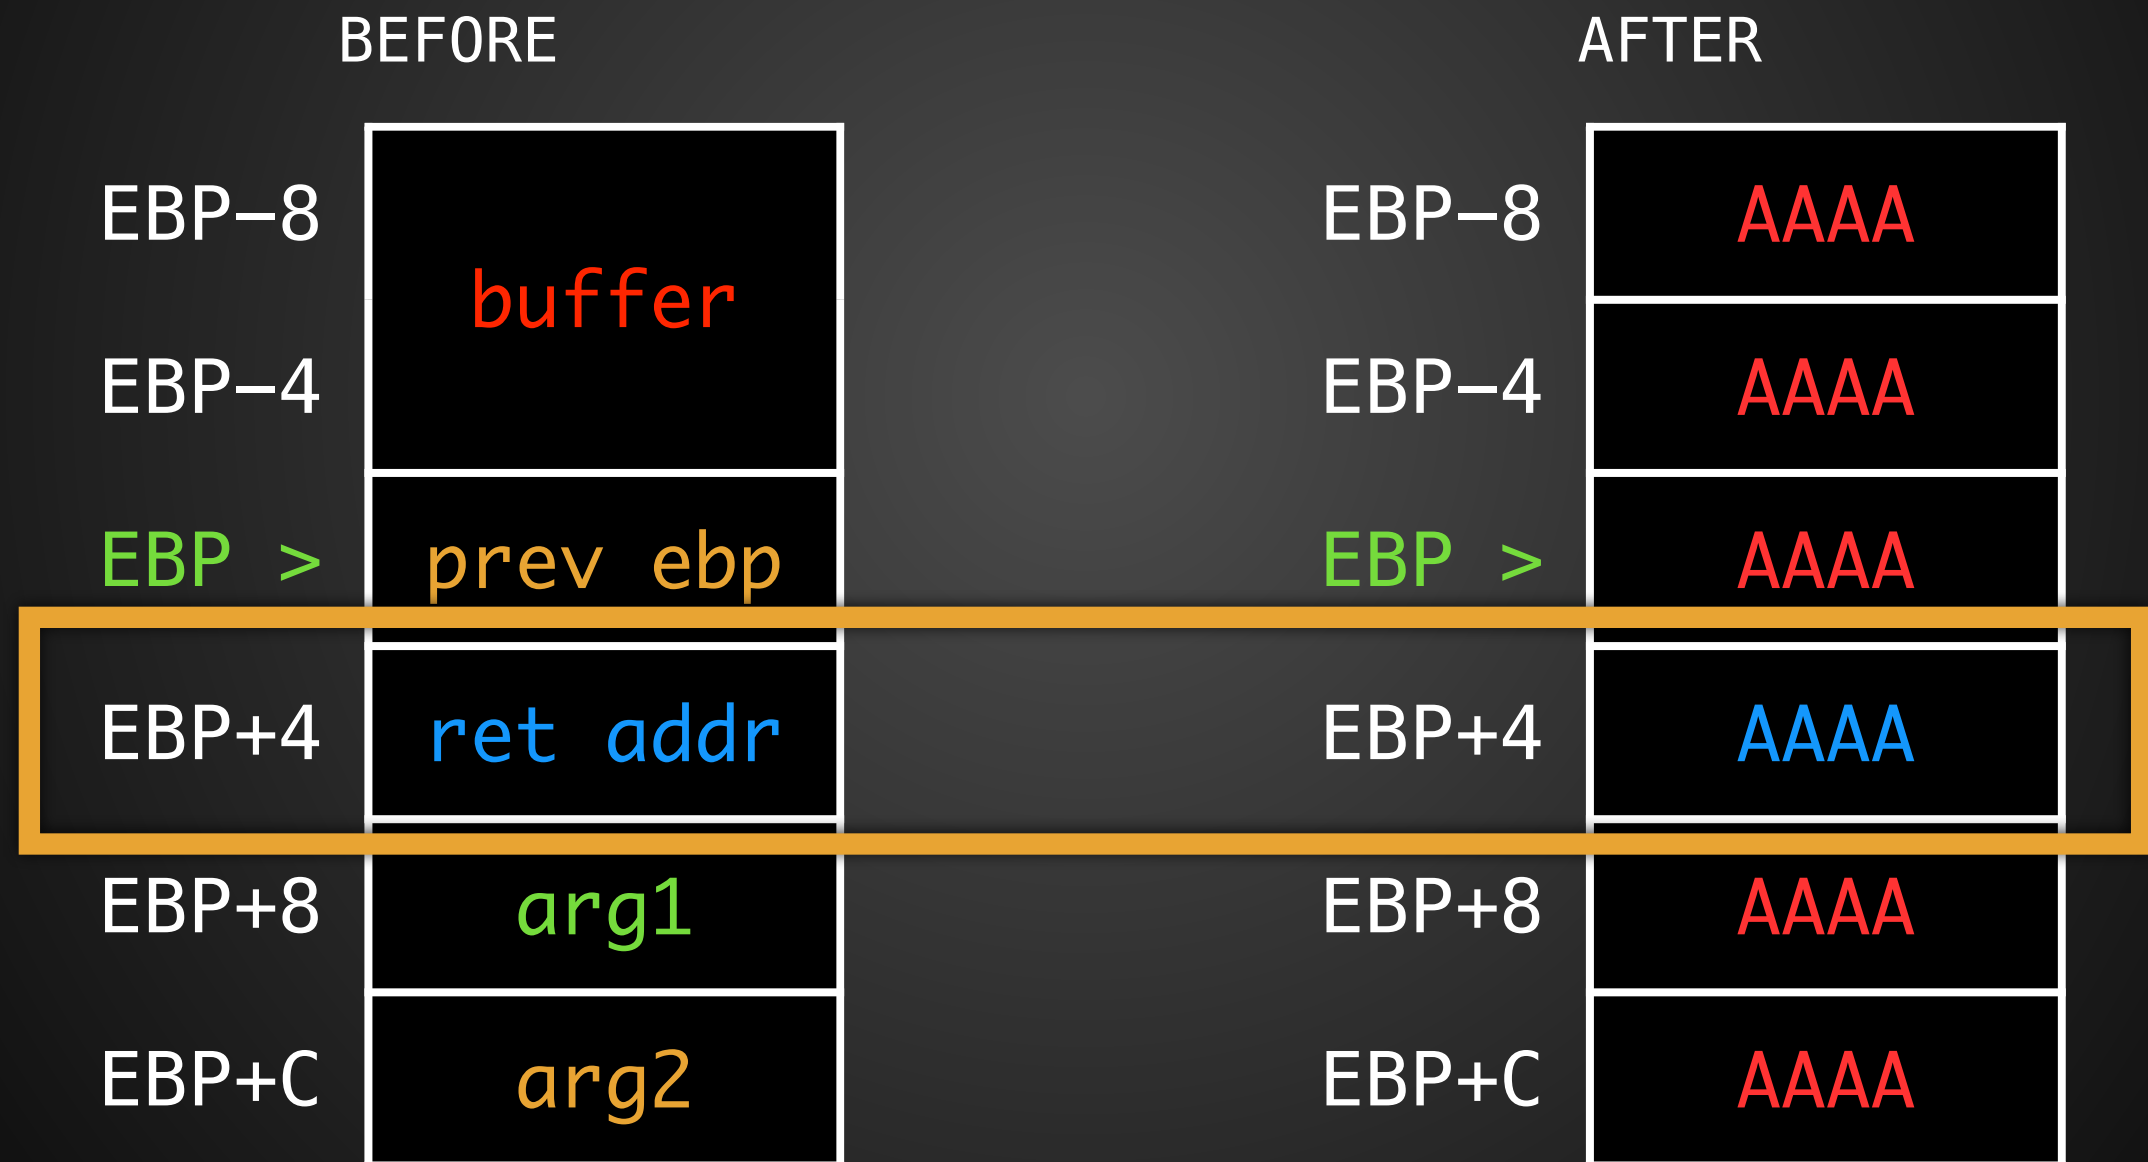 BEFORE AFTER
EBP-8 EBP-8 AAAA
buffer
EBP-4 EBP-4 AAAA
EBP > prev ebp EBP > AAAA
EBP+4 ret addr EBP+4 AAAA
EBP+8 arg1 EBP+8 AAAA
EBP+C arg2 EBP+C AAAA